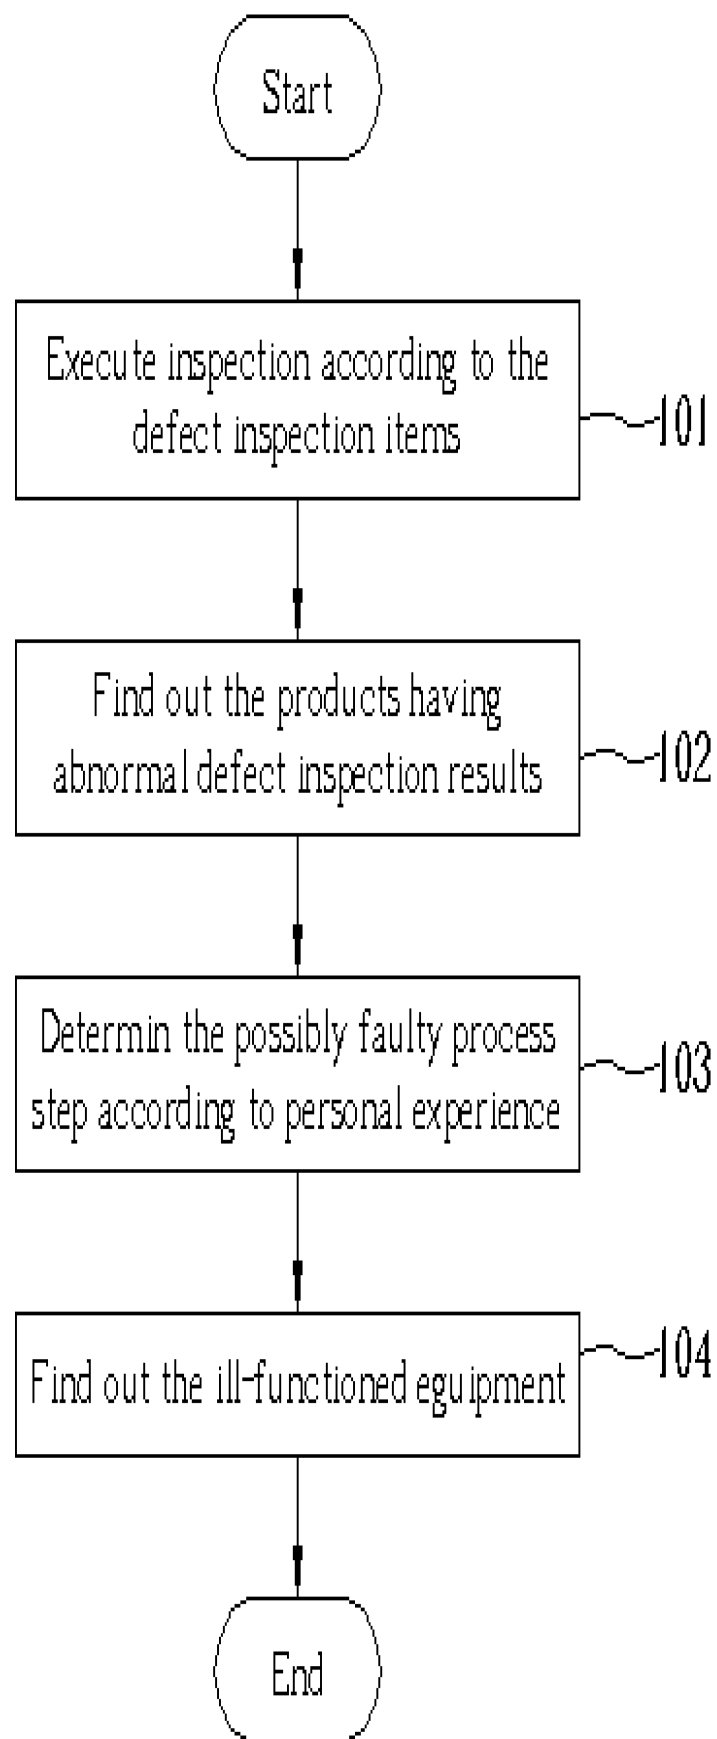 Start
Execute inspection according to the
defect inspection items
101
Find out the products having
abnormal defect inspection results
102
Determin the possibly faulty process
step according to personal experience
103
Find out the ill-functioned eguipment
104
End